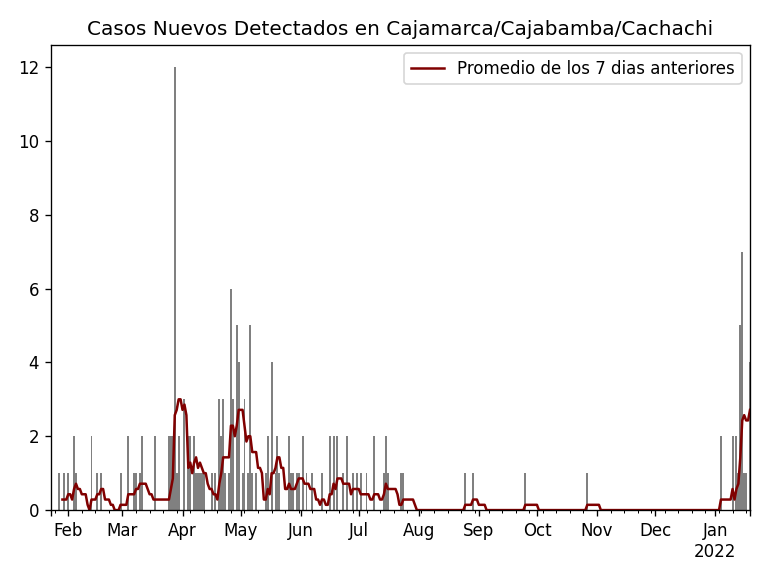 Casos Nuevos Detectados en Cajamarca/Cajabamba/Cachachi
Promedio de los 7 dias anteriores
12
10
8
6
4
2
0
Feb Mar Apr May Jun Jul Aug Sep Oct Nov Dec Jan
2022